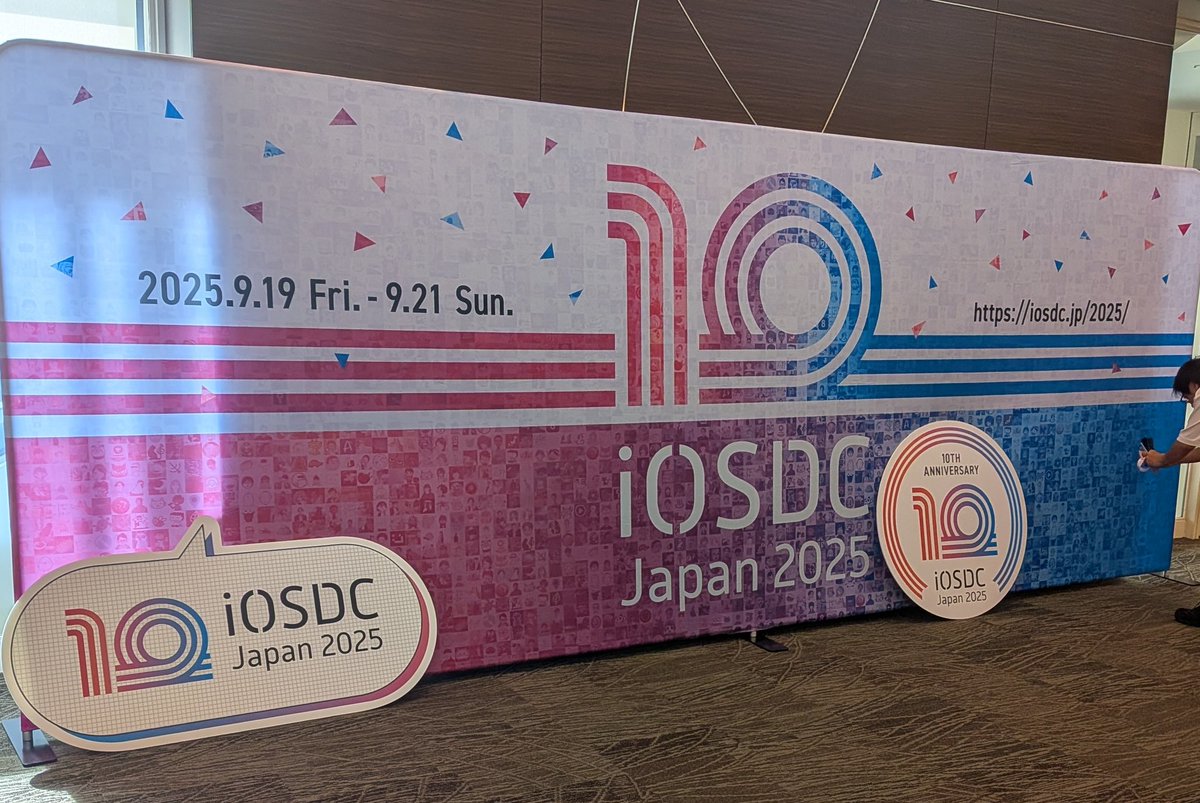 2025.9.19 Fri. - 9.21 Sun.
10
https://iosdc.jp/2025/
iOSDC
Japan 2025
10TH
ANNIVERSARY
10
iOSDC
Japan 2025
10
iOSDC
Japan 2025